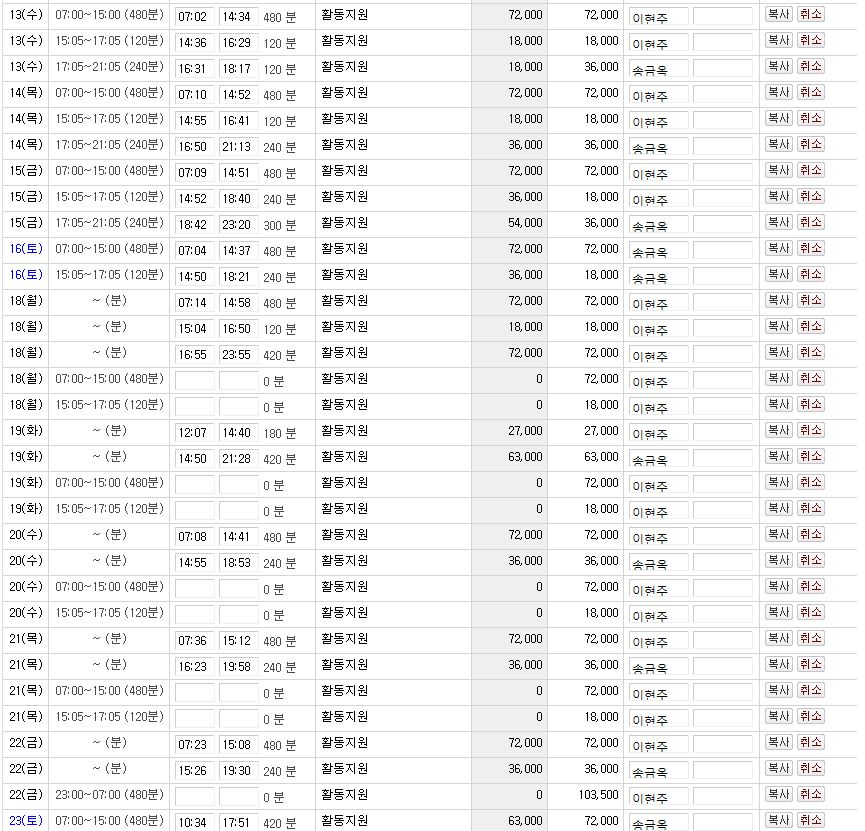 13(수) 07:00~15:00 (480분) 07:02 14:34 480 분 활동지원 72,000 72,000 이현주 복사 취소
13(수) 15:05~17:05 (120분) 14:36 16:29 120 분 활동지원 18,000 18,000 이현주 복사 취소
13(수) 17:05~21:05 (240분) 16:31 18:17 120 분 활동지원 18,000 36,000 송금옥 복사 취소
14(목) 07:00~15:00 (480분) 07:10 14:52 480 분 활동지원 72,000 72,000 이현주 복사 취소
14(목) 15:05~17:05 (120분) 14:55 16:41 120 분 활동지원 18,000 18,000 이현주 복사 취소
14(목) 17:05~21:05 (240분) 16:50 21:13 240 분 활동지원 36,000 36,000 송금옥 복사 취소
15(금) 07:00~15:00 (480분) 07:09 14:51 480 분 활동지원 72,000 72,000 이현주 복사 취소
15(금) 15:05~17:05 (120분) 14:52 18:40 240 분 활동지원 36,000 18,000 이현주 복사 취소
15(금) 17:05~21:05 (240분) 18:42 23:20 300 분 활동지원 54,000 36,000 송금옥 복사 취소
16(토) 07:00~15:00 (480분) 07:04 14:37 480 분 활동지원 72,000 72,000 송금옥 복사 취소
16(토) 15:05~17:05 (120분) 14:50 18:21 240 분 활동지원 36,000 18,000 송금옥 복사 취소
18(월) ~ (분) 07:14 14:58 480 분 활동지원 72,000 72,000 이현주 복사 취소
18(월) ~ (분) 15:04 16:50 120 분 활동지원 18,000 18,000 이현주 복사 취소
18(월) ~ (분) 16:55 23:55 420 분 활동지원 72,000 72,000 송금옥 복사 취소
18(월) 07:00~15:00 (480분) 0 분 활동지원 0 72,000 이현주 복사 취소
18(월) 15:05~17:05 (120분) 0 분 활동지원 0 18,000 이현주 복사 취소
19(화) ~ (분) 12:07 14:40 180 분 활동지원 27,000 27,000 이현주 복사 취소
19(화) ~ (분) 14:50 21:28 420 분 활동지원 63,000 63,000 송금옥 복사 취소
19(화) 07:00~15:00 (480분) 0 분 활동지원 0 72,000 이현주 복사 취소
19(화) 15:05~17:05 (120분) 0 분 활동지원 0 18,000 이현주 복사 취소
20(수) ~ (분) 07:08 14:41 480 분 활동지원 72,000 72,000 이현주 복사 취소
20(수) ~ (분) 14:55 18:53 240 분 활동지원 36,000 36,000 송금옥 복사 취소
20(수) 07:00~15:00 (480분) 0 분 활동지원 0 72,000 이현주 복사 취소
20(수) 15:05~17:05 (120분) 0 분 활동지원 0 18,000 이현주 복사 취소
21(목) ~ (분) 07:36 15:12 480 분 활동지원 72,000 72,000 이현주 복사 취소
21(목) ~ (분) 16:23 19:58 240 분 활동지원 36,000 36,000 송금옥 복사 취소
21(목) 07:00~15:00 (480분) 0 분 활동지원 0 72,000 이현주 복사 취소
21(목) 15:05~17:05 (120분) 0 분 활동지원 0 18,000 이현주 복사 취소
22(금) ~ (분) 07:23 15:08 480 분 활동지원 72,000 72,000 이현주 복사 취소
22(금) ~ (분) 15:26 19:30 240 분 활동지원 36,000 36,000 송금옥 복사 취소
22(금) 23:00~07:00 (480분) 0 분 활동지원 0 103,500 이현주 복사 취소
23(토) 07:00~15:00 (480분) 10:34 17:51 420 분 활동지원 63,000 72,000 송금옥 복사 취소